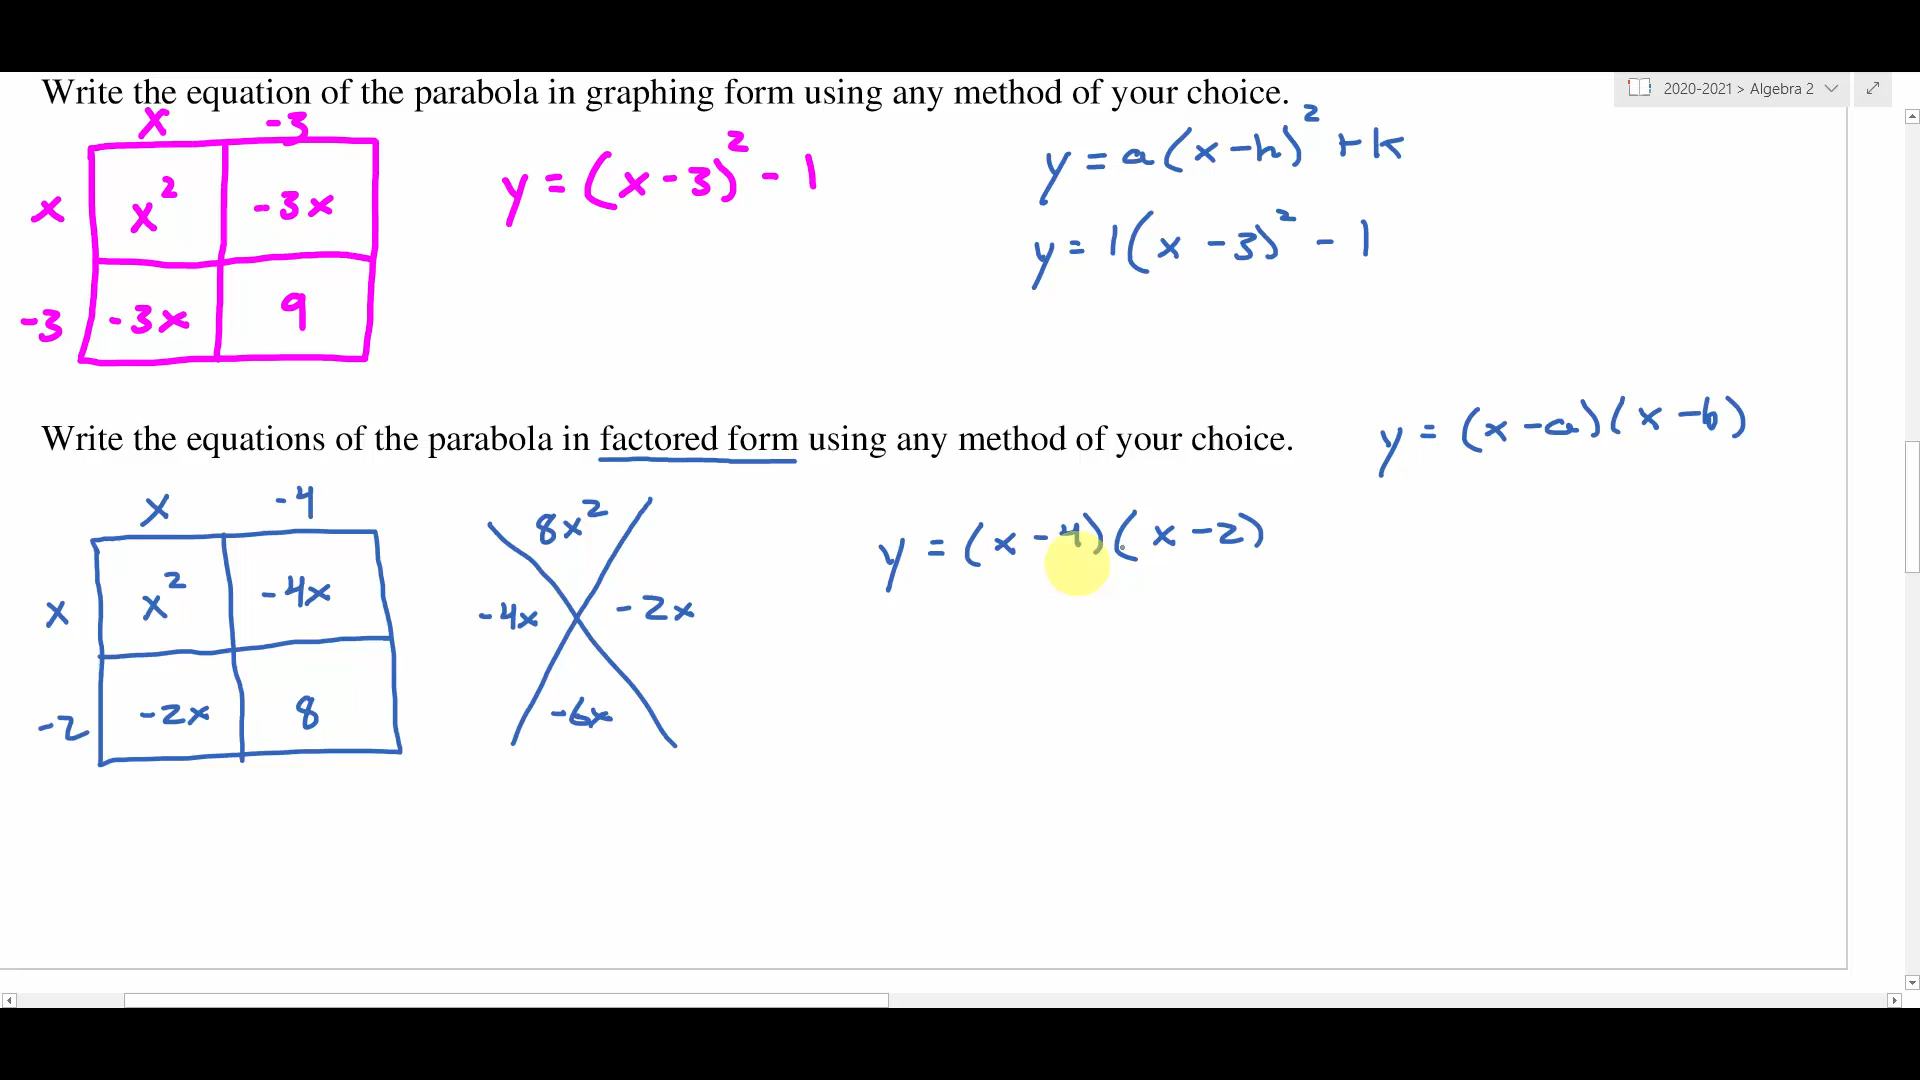 Write the equation of the parabola in graphing form using any method of your choice.
2020-2021 > Algebra 2
x -3
x x² -3x
-3 -3x 9
y = (x-3)² - 1
y = a(x-h)² + k
y = 1(x -3)² - 1
Write the equations of the parabola in factored form using any method of your choice.
y = (x-a)(x-b)
x -4
x x² -4x
-2 -2x 8
8x²
-4x -2x
-6x
y = (x-4)(x-2)